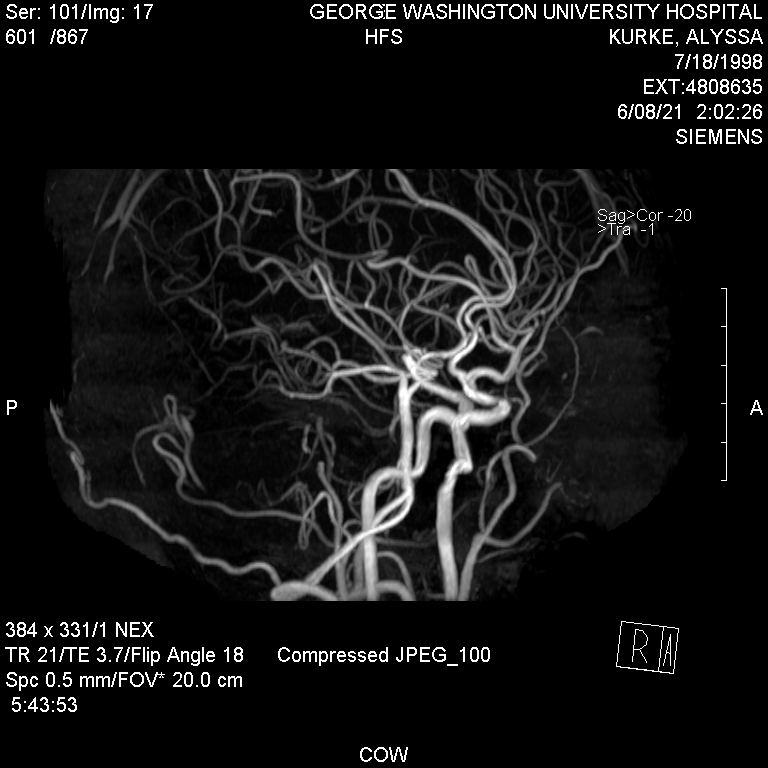 Ser: 101/Img: 17
GEORGE WASHINGTON UNIVERSITY HOSPITAL
601 /867
HFS
KURKE, ALYSSA
7/18/1998
EXT:4808635
6/08/21 2:02:26
SIEMENS
Sag>Cor -20
>Tra -1
P
A
384 x 331/1 NEX
TR 21/TE 3.7/Flip Angle 18
Compressed JPEG_100
Spc 0.5 mm/FOV* 20.0 cm
5:43:53
R A
COW